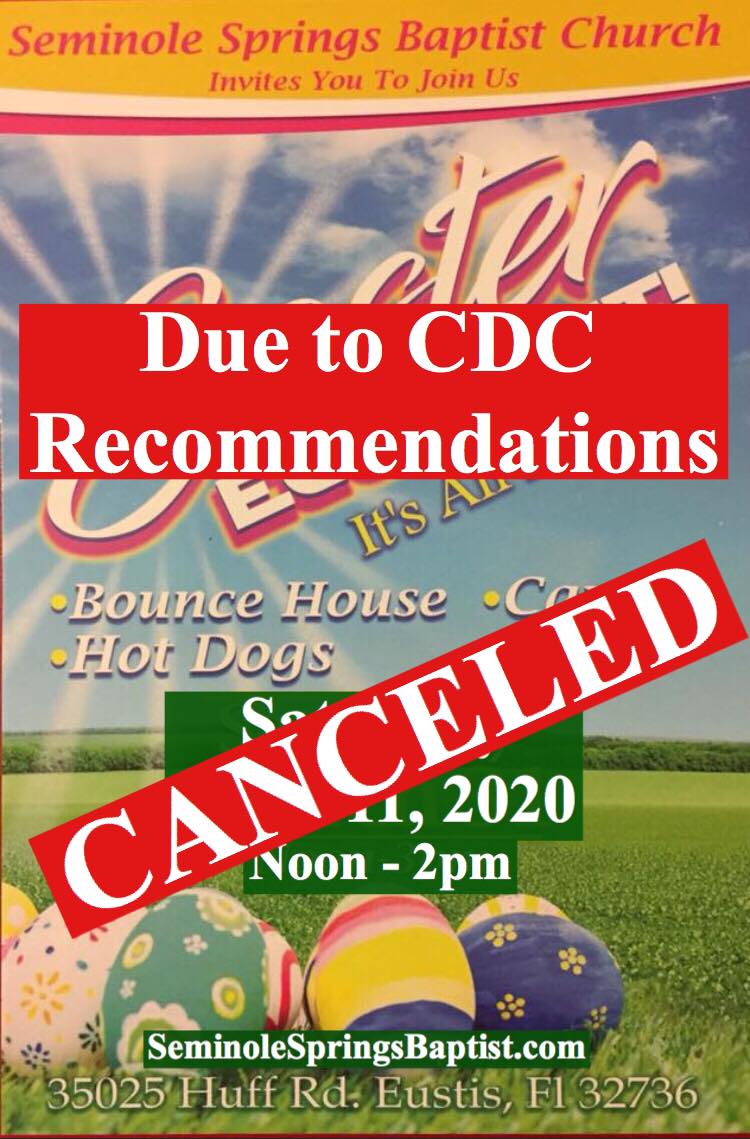 Seminole Springs Baptist Church
Invites You To Join Us
Easter
Due to CDC
Recommendations
It's
•Bounce House
•Hot Dogs
CANCELED
11, 2020
Noon - 2pm
SeminoleSpringsBaptist.com
35025 Huff Rd. Eustis, Fl 32736